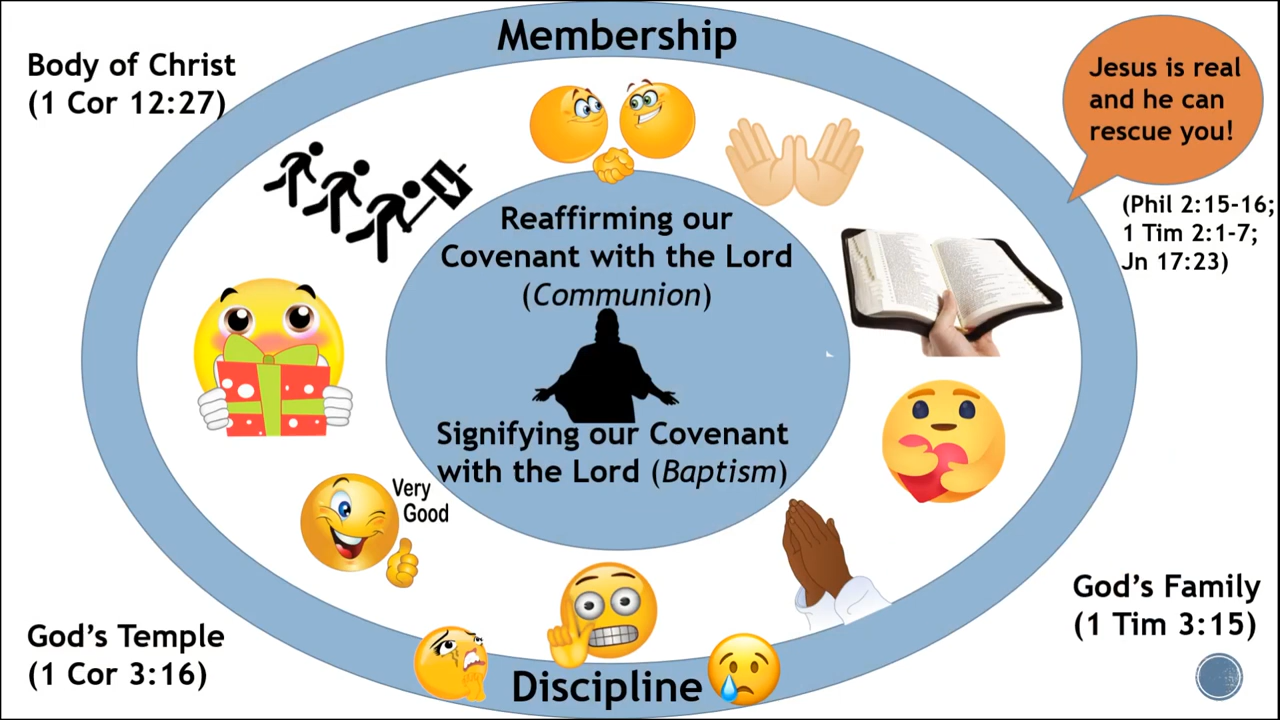 Membership
Body of Christ
(1 Cor 12:27)
Jesus is real
and he can
rescue you!
(Phil 2:15-16;
1 Tim 2:1-7;
Jn 17:23)
Reaffirming our
Covenant with the Lord
(Communion)
Signifying our Covenant
with the Lord (Baptism)
Very
Good
God's Temple
(1 Cor 3:16)
God's Family
(1 Tim 3:15)
Discipline